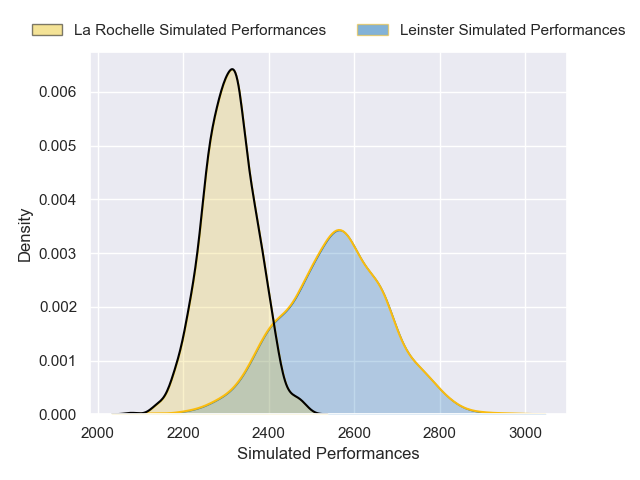 La Rochelle Simulated Performances Leinster Simulated Performances
0.006
0.005
0.004
0.003
0.002
0.001
0.000
Density
2000 2200 2400 2600 2800 3000
Simulated Performances